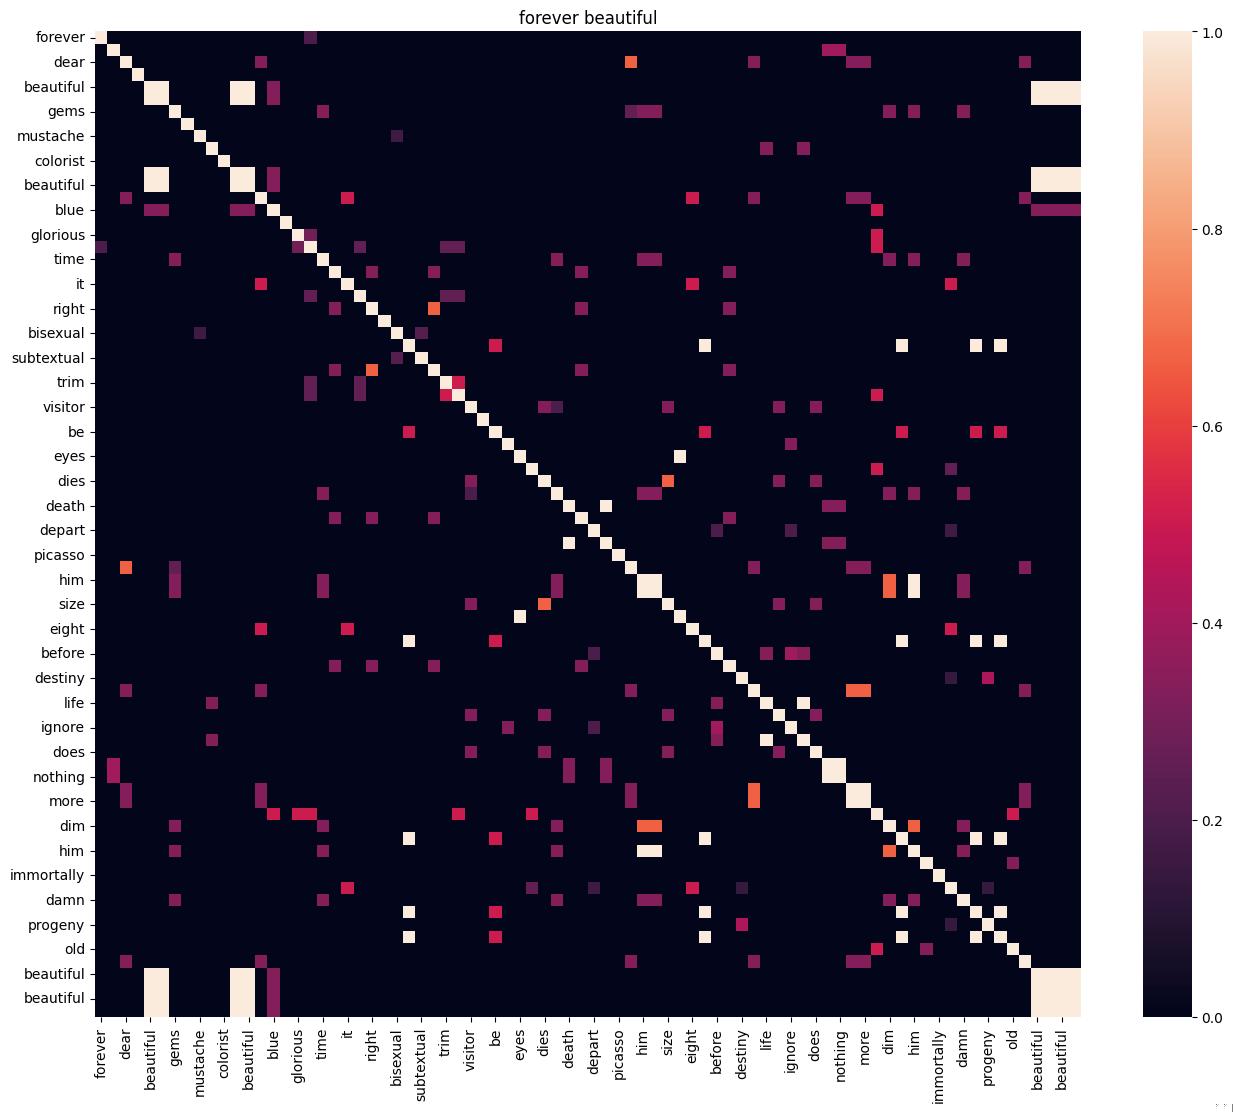 forever beautiful
forever
dear
beautiful
gems
mustache
colorist
beautiful
blue
glorious
time
it
right
bisexual
subtextual
trim
visitor
be
eyes
dies
death
depart
picasso
him
size
eight
before
destiny
life
ignore
does
nothing
more
dim
him
immortally
damn
progeny
old
beautiful
beautiful
forever
dear
beautiful
gems
mustache
colorist
beautiful
blue
glorious
time
it
right
bisexual
subtextual
trim
visitor
be
eyes
dies
death
depart
picasso
him
size
eight
before
destiny
life
ignore
does
nothing
more
dim
him
immortally
damn
progeny
old
beautiful
beautiful
1.0
0.8
0.6
0.4
0.2
0.0